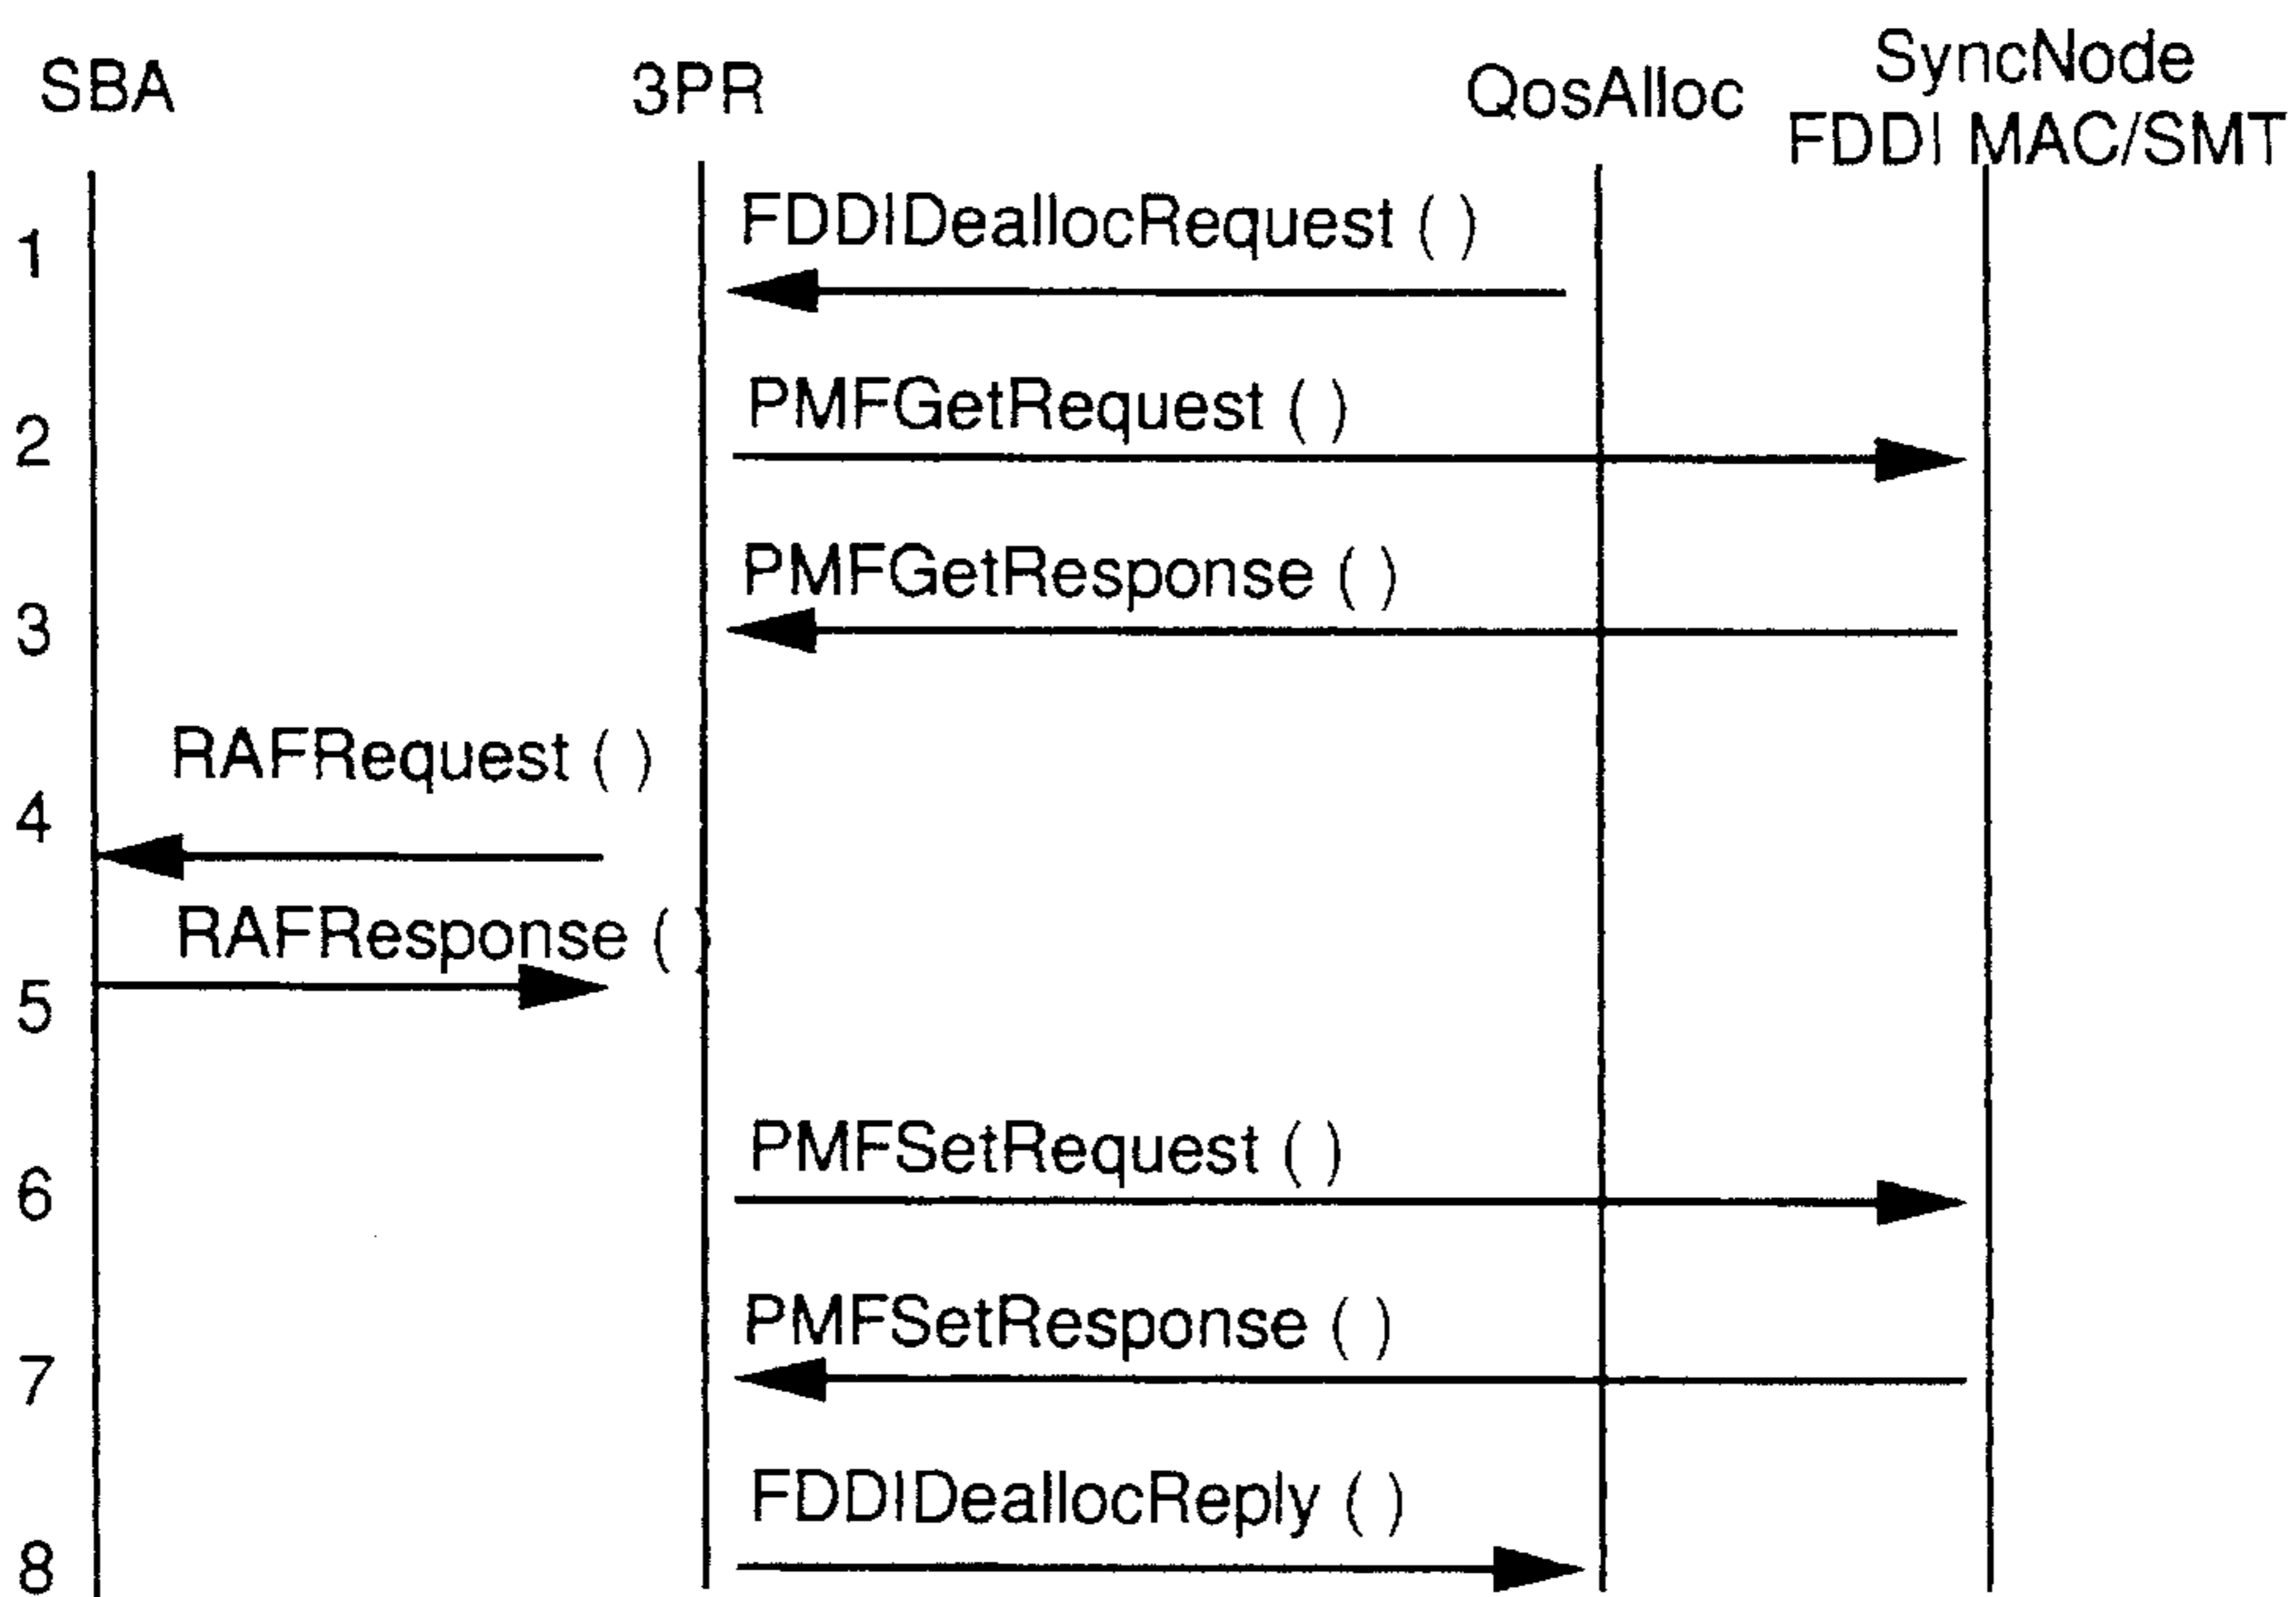 SBA
3PR
QosAlloc
SyncNode
FDDI MAC/SMT
1
FDDIDeallocRequest ( )
2
PMFGetRequest ( )
3
PMFGetResponse ( )
4
RAFRequest ( )
5
RAFResponse ( )
6
PMFSetRequest ( )
7
PMFSetResponse ( )
8
FDDIDeallocReply ( )